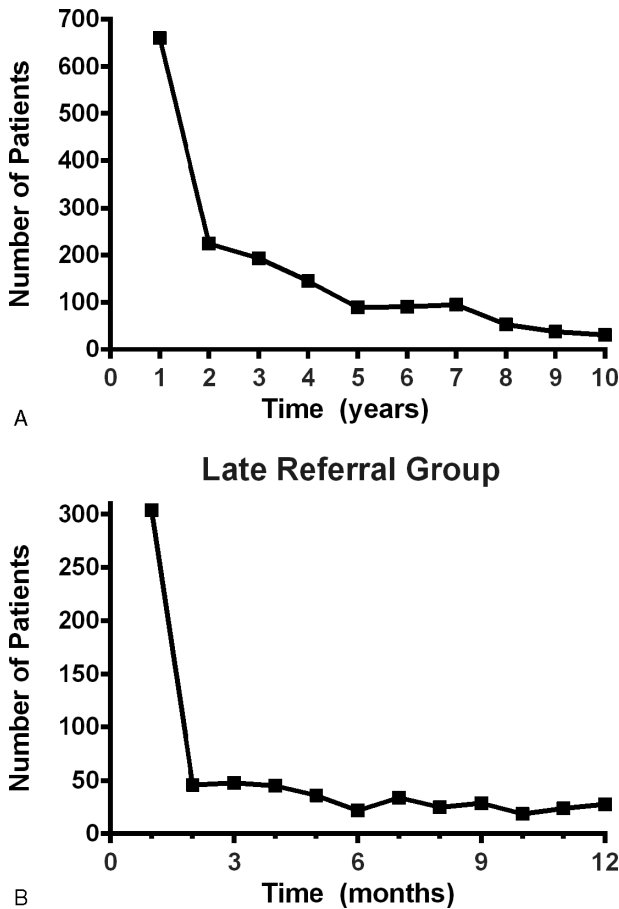 700
600
500
400
300
200
100
0
Number of Patients
0 1 2 3 4 5 6 7 8 9 10
Time (years)
A
Late Referral Group
300
250
200
150
100
50
0
Number of Patients
0 3 6 9 12
Time (months)
B